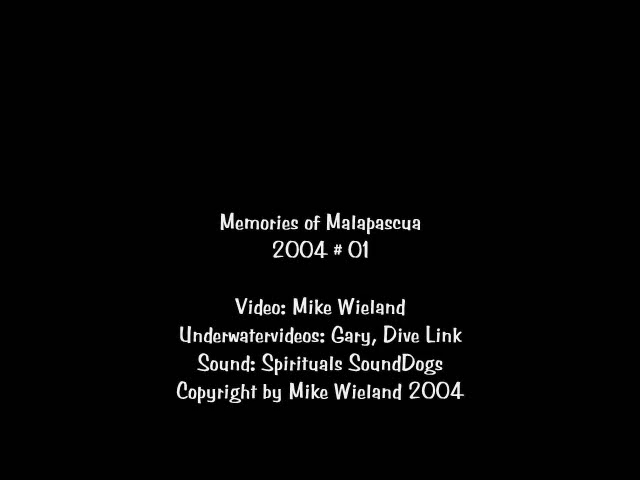 Memories of Malapascua
2004 # 01
Video: Mike Wieland
Underwatervideos: Gary, Dive Link
Sound: Spirituals SoundDogs
Copyright by Mike Wieland 2004